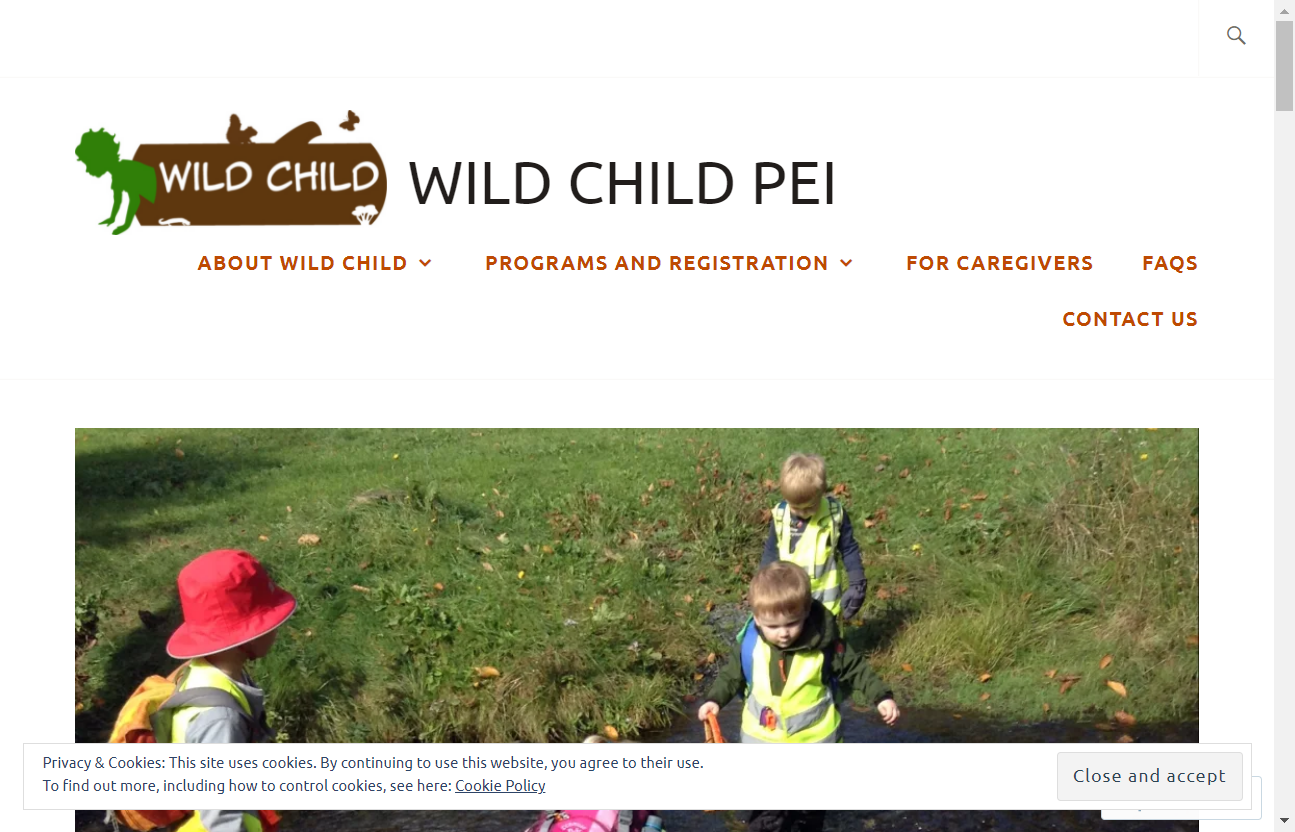 WILD CHILD
WILD CHILD PEI
ABOUT WILD CHILD
PROGRAMS AND REGISTRATION
FOR CAREGIVERS
FAQS
CONTACT US
Privacy & Cookies: This site uses cookies. By continuing to use this website, you agree to their use.
To find out more, including how to control cookies, see here: Cookie Policy
Close and accept